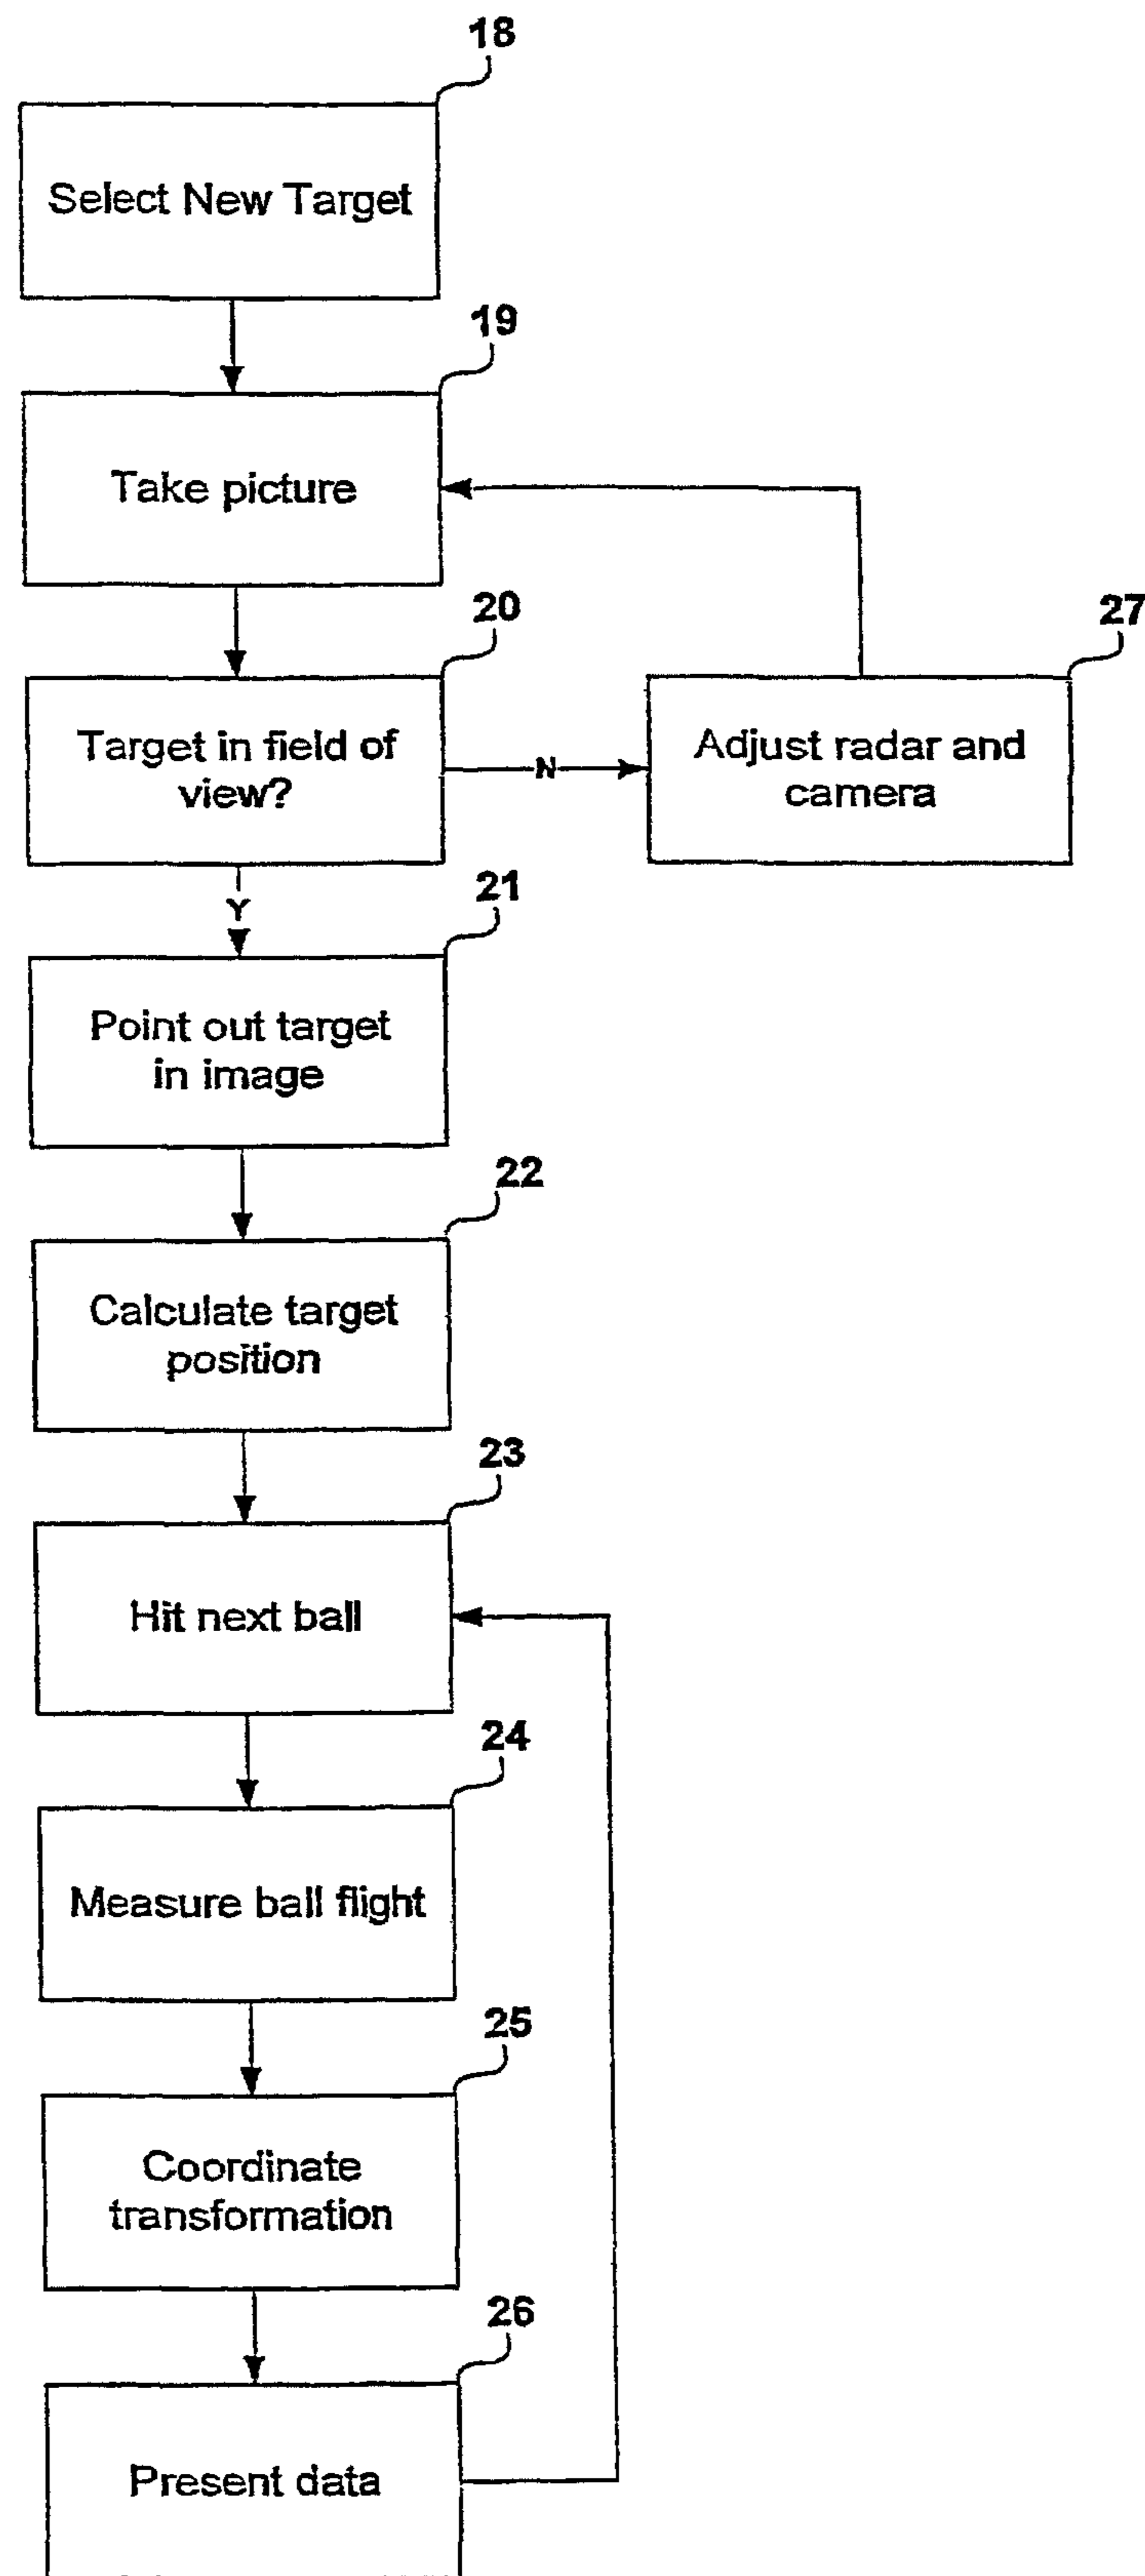 18
Select New Target
19
Take picture
20
Target in field of
view?
N
27
Adjust radar and
camera
Y
21
Point out target
in image
22
Calculate target
position
23
Hit next ball
24
Measure ball flight
25
Coordinate
transformation
26
Present data